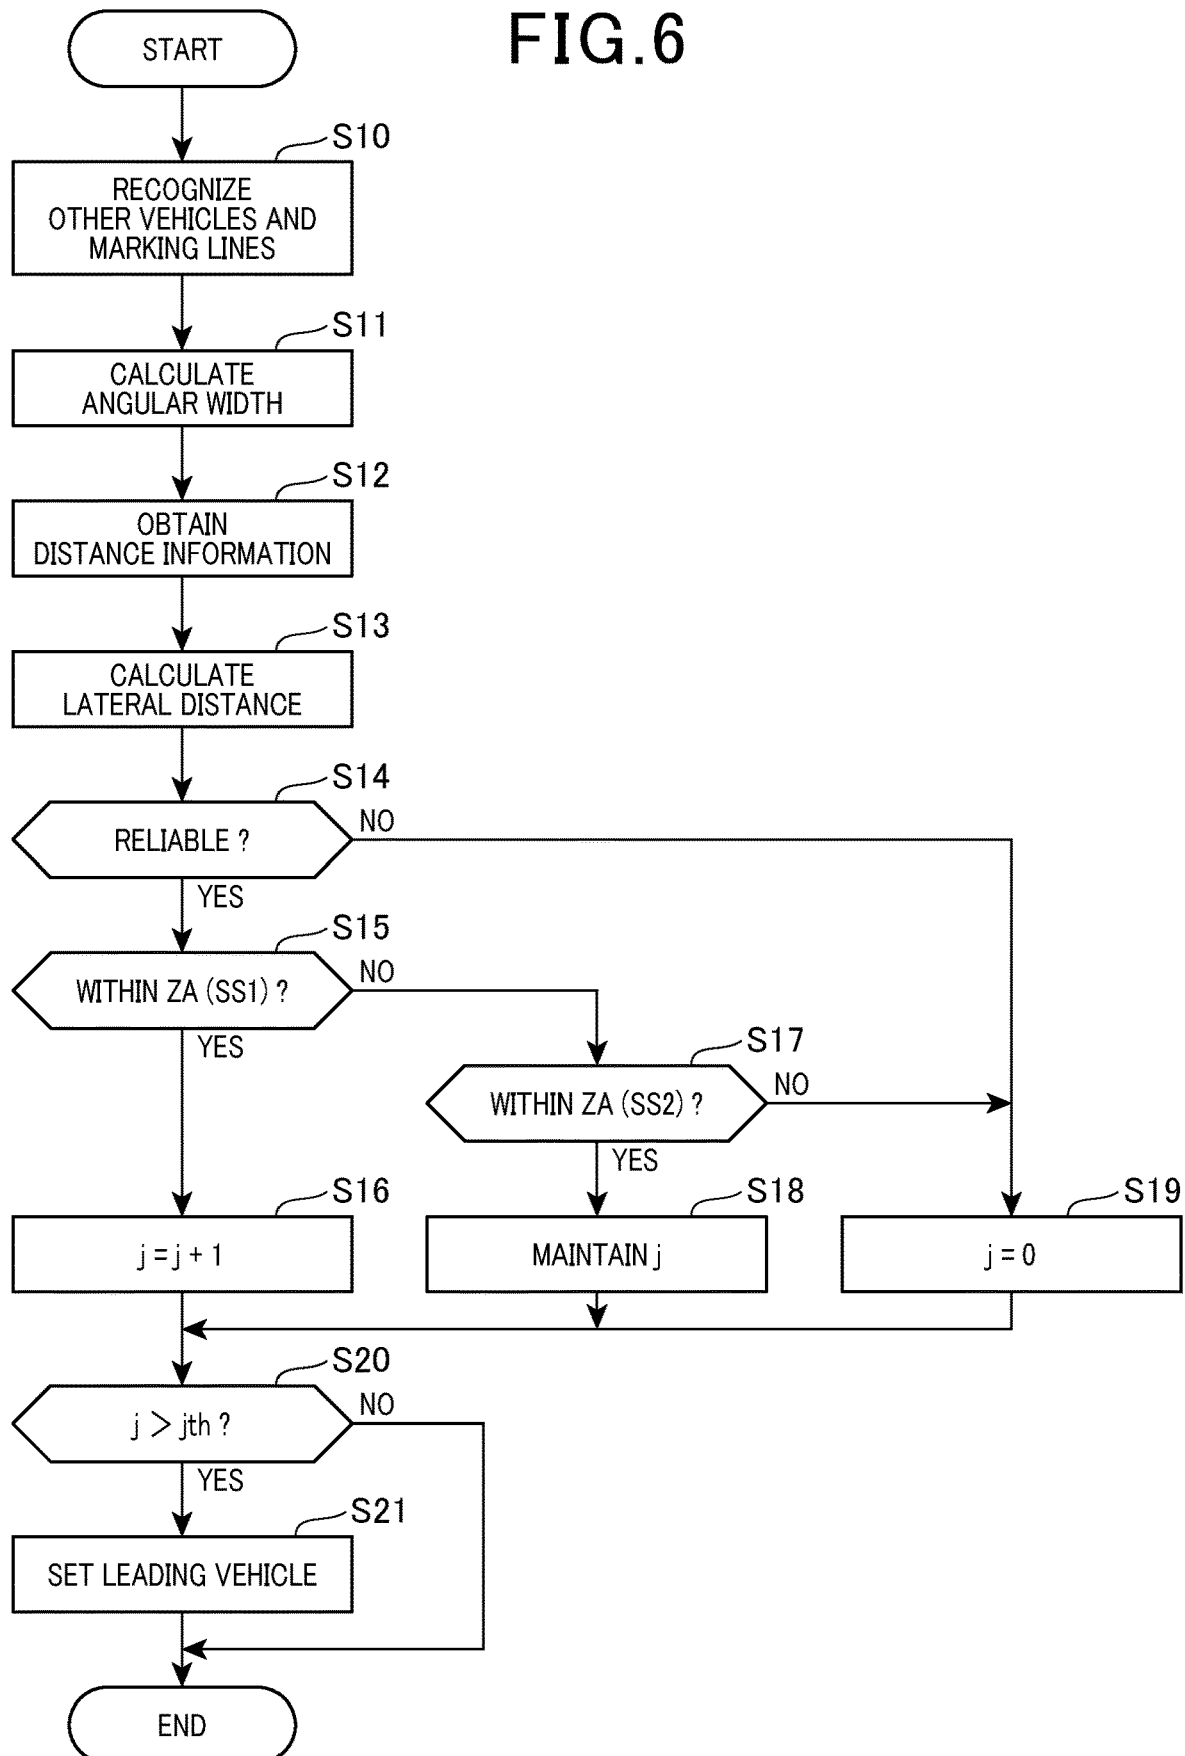 FIG.6
START
S10
RECOGNIZE
OTHER VEHICLES AND
MARKING LINES
S11
CALCULATE
ANGULAR WIDTH
S12
OBTAIN
DISTANCE INFORMATION
S13
CALCULATE
LATERAL DISTANCE
S14
RELIABLE ?
NO
YES
S15
WITHIN ZA (SS1) ?
NO
YES
S17
WITHIN ZA (SS2) ?
NO
YES
S16
j = j + 1
S18
MAINTAIN j
S19
j = 0
S20
j > jth ?
NO
YES
S21
SET LEADING VEHICLE
END